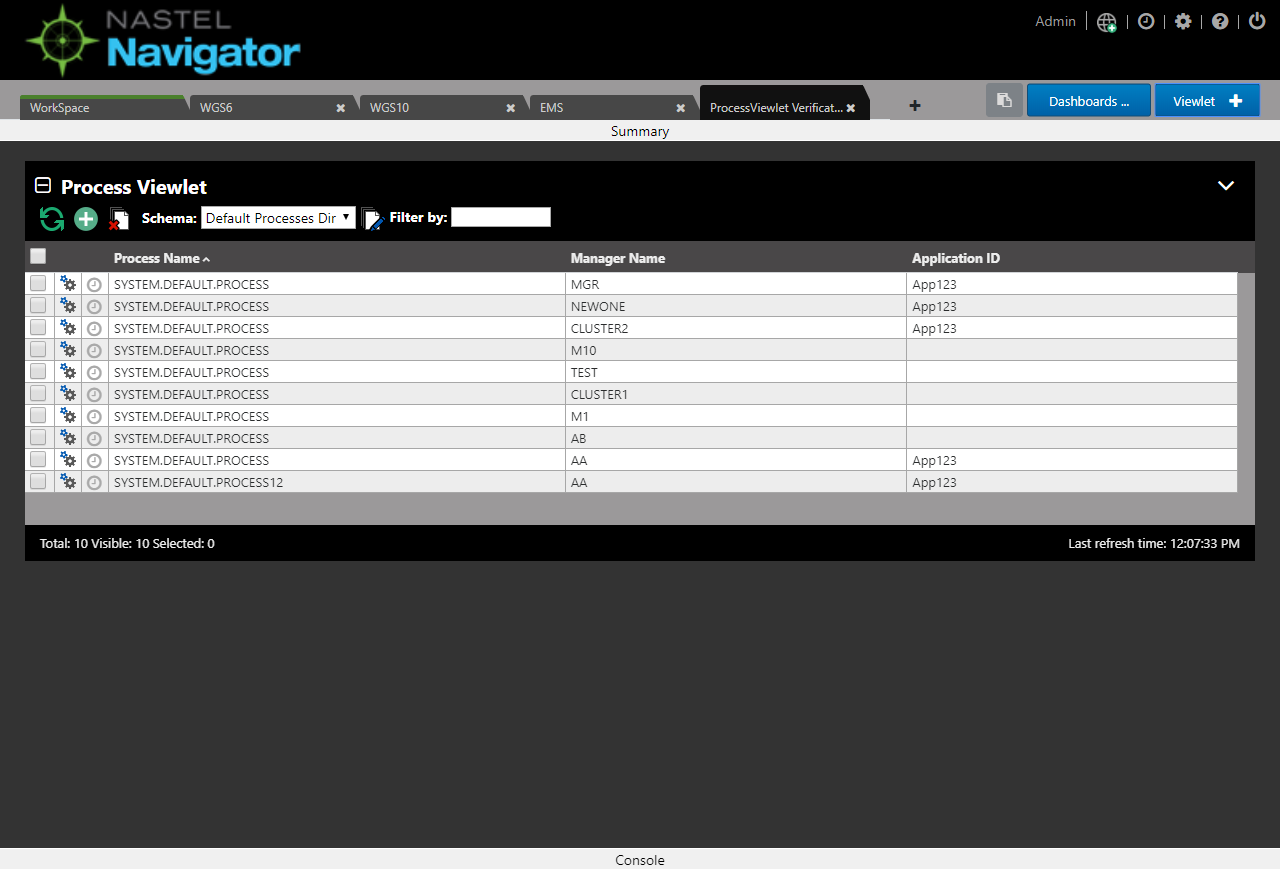 NASTEL
Navigator
Admin
WorkSpace
WGS6
WGS10
EMS
ProcessViewlet Verificat...
Dashboards ...
Viewlet
Summary
Process Viewlet
Schema: Default Processes Dir Filter by:
Process Name Manager Name Application ID
SYSTEM.DEFAULT.PROCESS MGR App123
SYSTEM.DEFAULT.PROCESS NEWONE App123
SYSTEM.DEFAULT.PROCESS CLUSTER2 App123
SYSTEM.DEFAULT.PROCESS M10
SYSTEM.DEFAULT.PROCESS TEST
SYSTEM.DEFAULT.PROCESS CLUSTER1
SYSTEM.DEFAULT.PROCESS M1
SYSTEM.DEFAULT.PROCESS AB
SYSTEM.DEFAULT.PROCESS AA App123
SYSTEM.DEFAULT.PROCESS12 AA App123
Total: 10 Visible: 10 Selected: 0
Last refresh time: 12:07:33 PM
Console